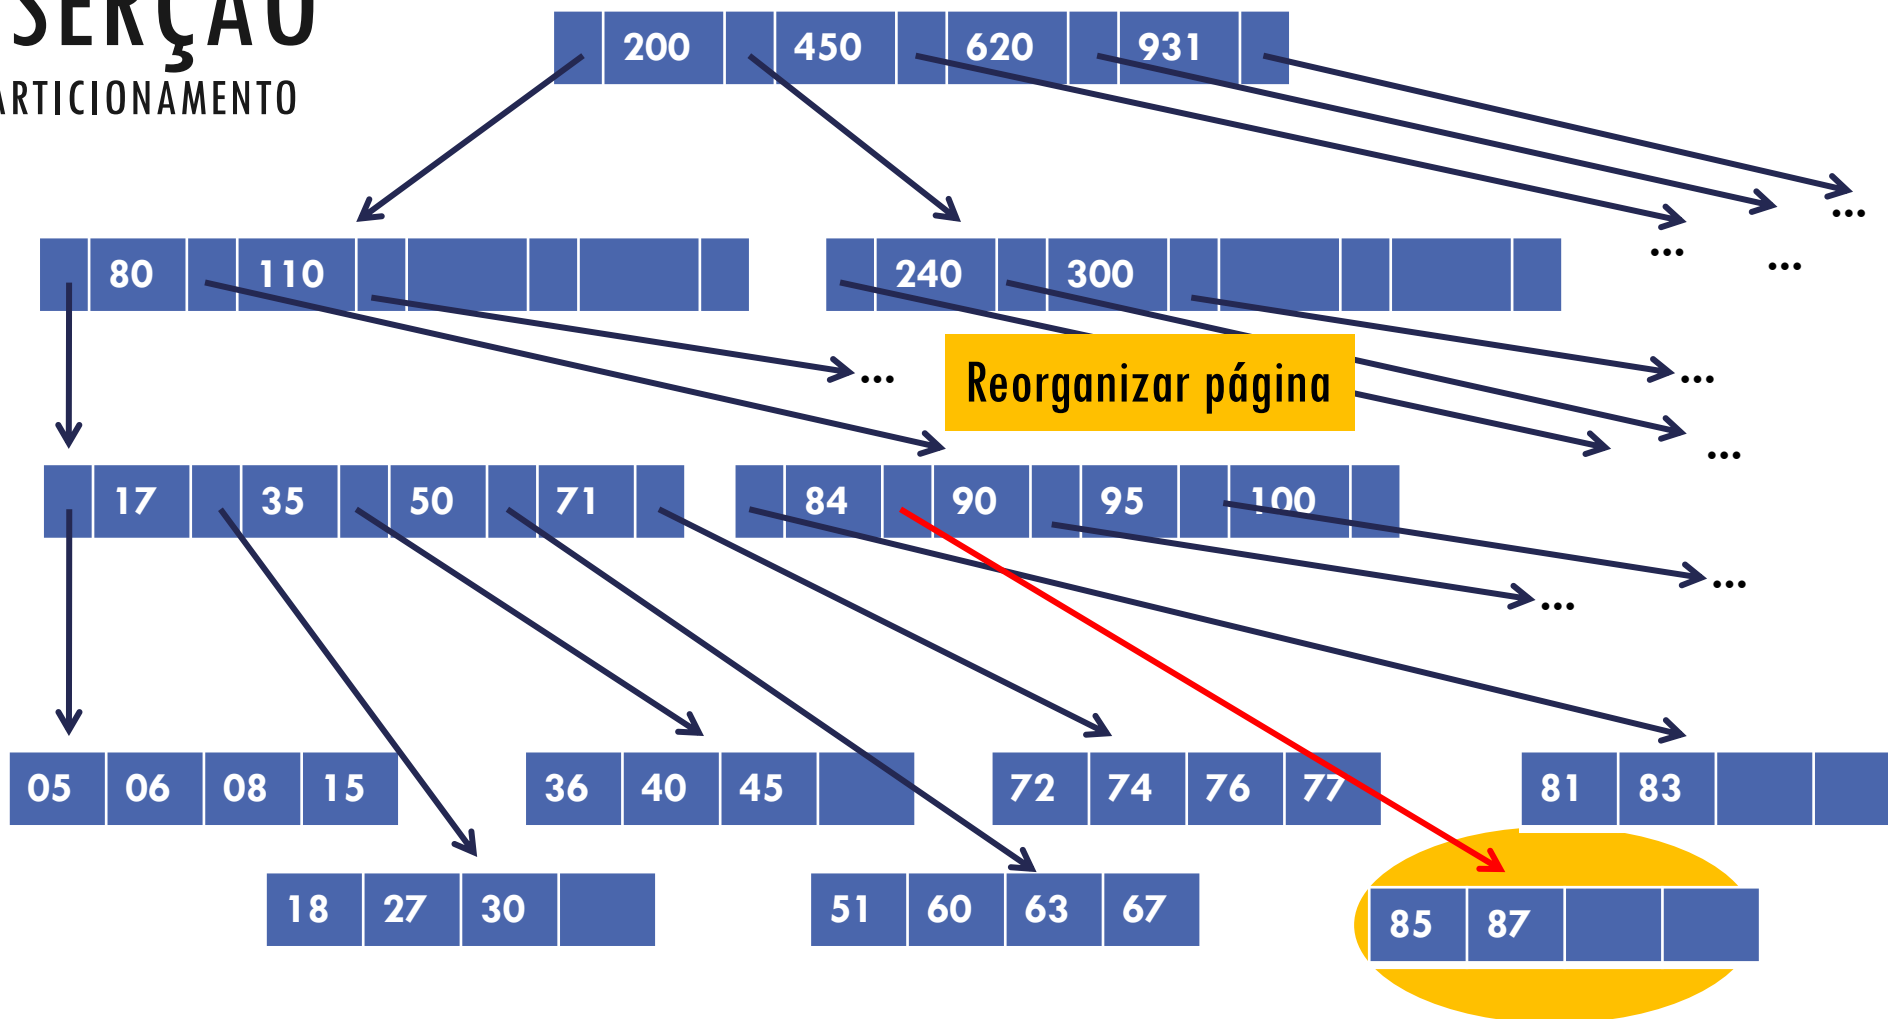 SERÇÃO
ARTICIONAMENTO
200 450 620 931
...
...
...
80 110
240 300
...
Reorganizar página
...
...
17 35 50 71
84 90 95 100
...
...
05 06 08 15
36 40 45
72 74 76 77
81 83
18 27 30
51 60 63 67
85 87